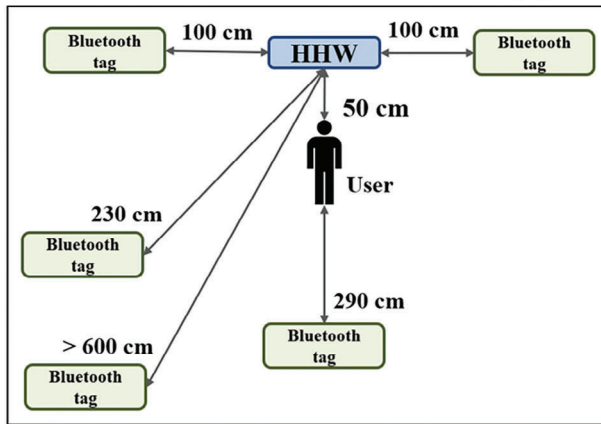 100 cm
100 cm
Bluetooth
tag
HHW
Bluetooth
tag
50 cm
User
230 cm
Bluetooth
tag
290 cm
> 600 cm
Bluetooth
tag
Bluetooth
tag